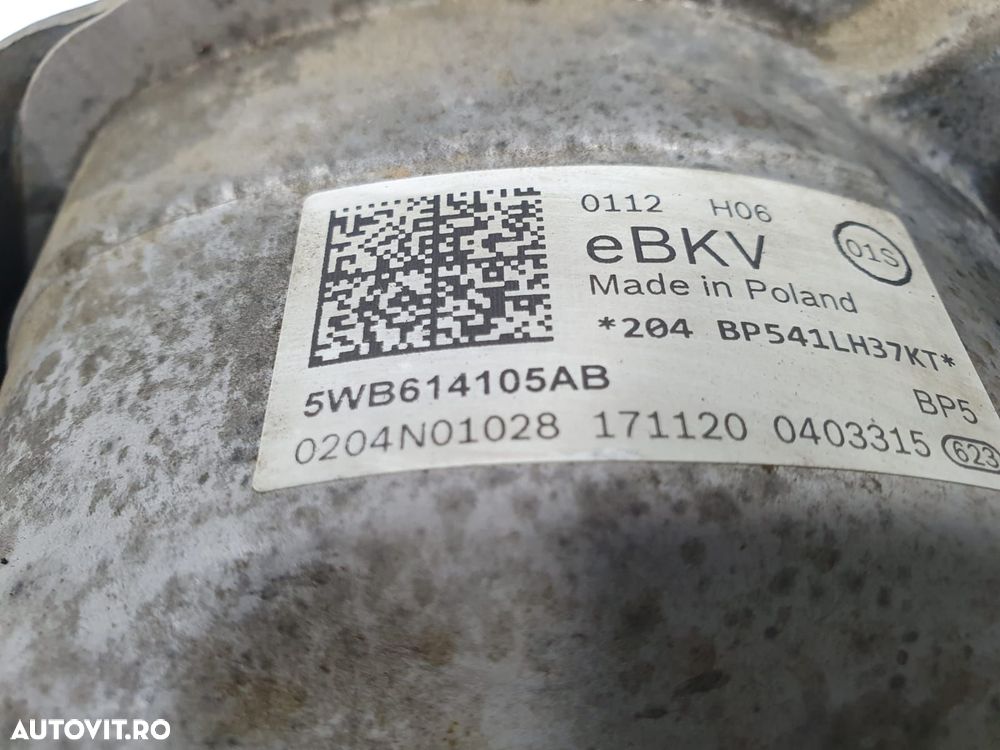 0112 H06
eBKV
01S
Made in Poland
*204 BP541LH37KT*
5WB614105AB
BP5
0204N01028 171120 0403315 623
AUTOVIT.RO